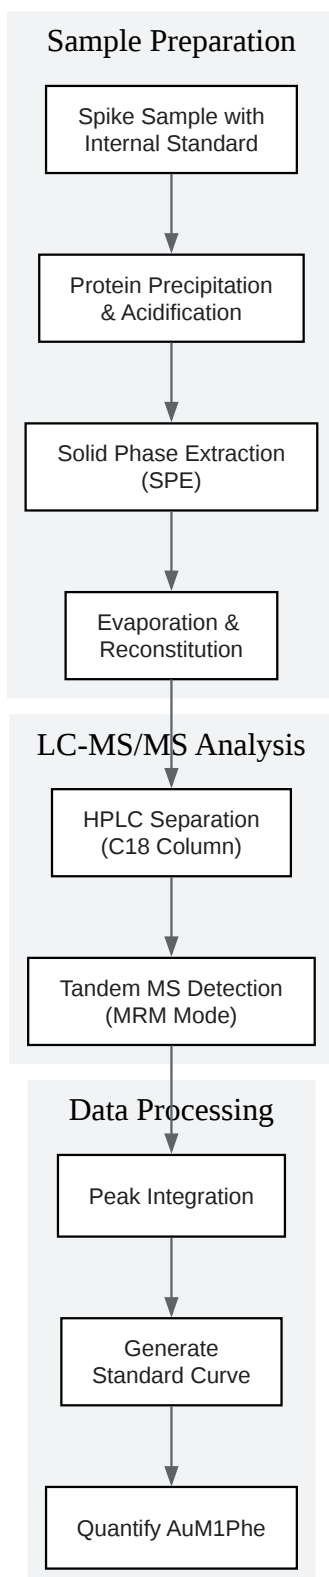 Sample Preparation
Spike Sample with
Internal Standard
Protein Precipitation
& Acidification
Solid Phase Extraction
(SPE)
Evaporation &
Reconstitution
LC-MS/MS Analysis
HPLC Separation
(C18 Column)
Tandem MS Detection
(MRM Mode)
Data Processing
Peak Integration
Generate
Standard Curve
Quantify AuM1Phe